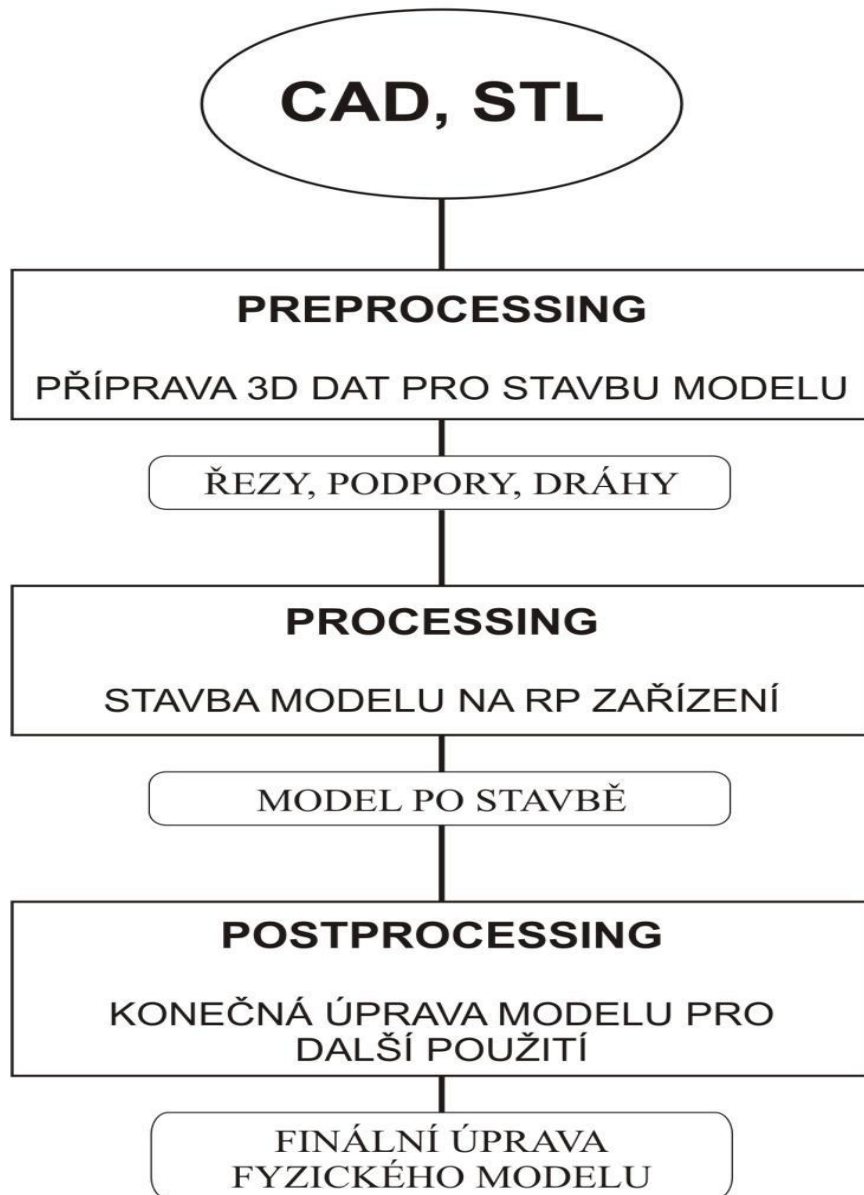 CAD, STL
PREPROCESSING
PŘÍPRAVA 3D DAT PRO STAVBU MODELU
ŘEZY, PODPORY, DRÁHY
PROCESSING
STAVBA MODELU NA RP ZAŘÍZENÍ
MODEL PO STAVBĚ
POSTPROCESSING
KONEČNÁ ÚPRAVA MODELU PRO
DALŠÍ POUŽITÍ
FINÁLNÍ ÚPRAVA
FYZICKÉHO MODELU